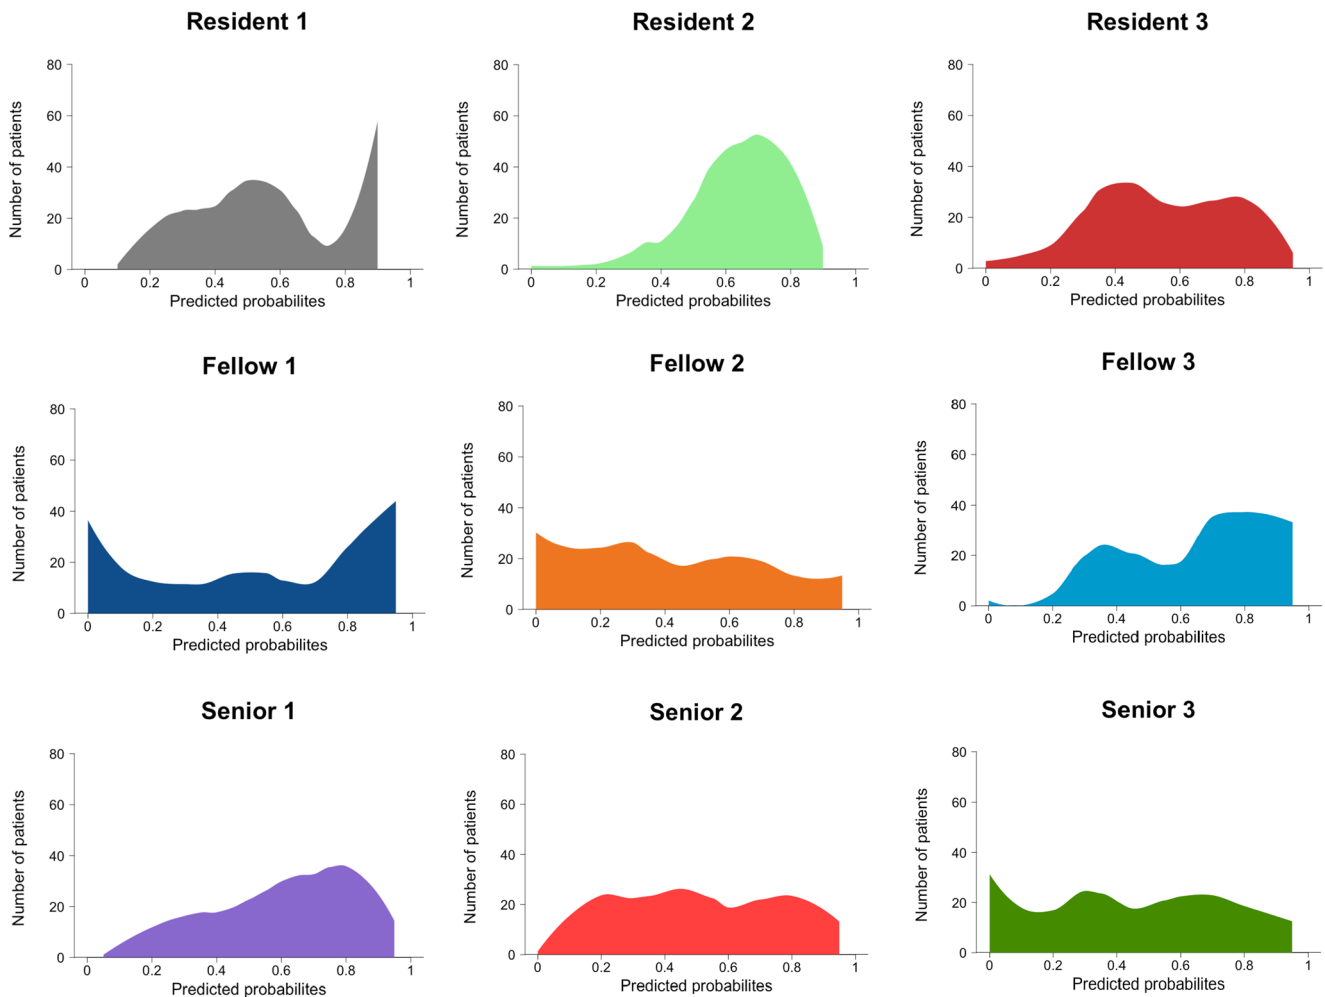 Resident 1
Resident 2
Resident 3
80
60
40
20
0
Number of patients
0 0.2 0.4 0.6 0.8 1
Predicted probabilites
80
60
40
20
0
Number of patients
0 0.2 0.4 0.6 0.8 1
Predicted probabilites
80
60
40
20
0
Number of patients
0 0.2 0.4 0.6 0.8 1
Predicted probabilites
Fellow 1
Fellow 2
Fellow 3
80
60
40
20
0
Number of patients
0 0.2 0.4 0.6 0.8 1
Predicted probabilites
80
60
40
20
0
Number of patients
0 0.2 0.4 0.6 0.8 1
Predicted probabilites
80
60
40
20
0
Number of patients
0 0.2 0.4 0.6 0.8 1
Predicted probabilites
Senior 1
Senior 2
Senior 3
80
60
40
20
0
Number of patients
0 0.2 0.4 0.6 0.8 1
Predicted probabilites
80
60
40
20
0
Number of patients
0 0.2 0.4 0.6 0.8 1
Predicted probabilites
80
60
40
20
0
Number of patients
0 0.2 0.4 0.6 0.8 1
Predicted probabilites